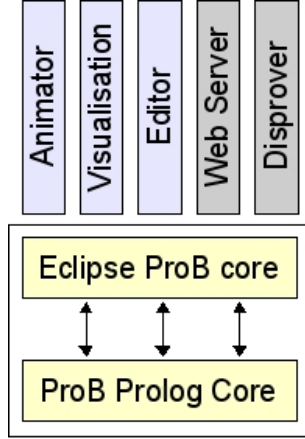 Animator
Visualisation
Editor
Web Server
Disprover
Eclipse ProB core
ProB Prolog Core